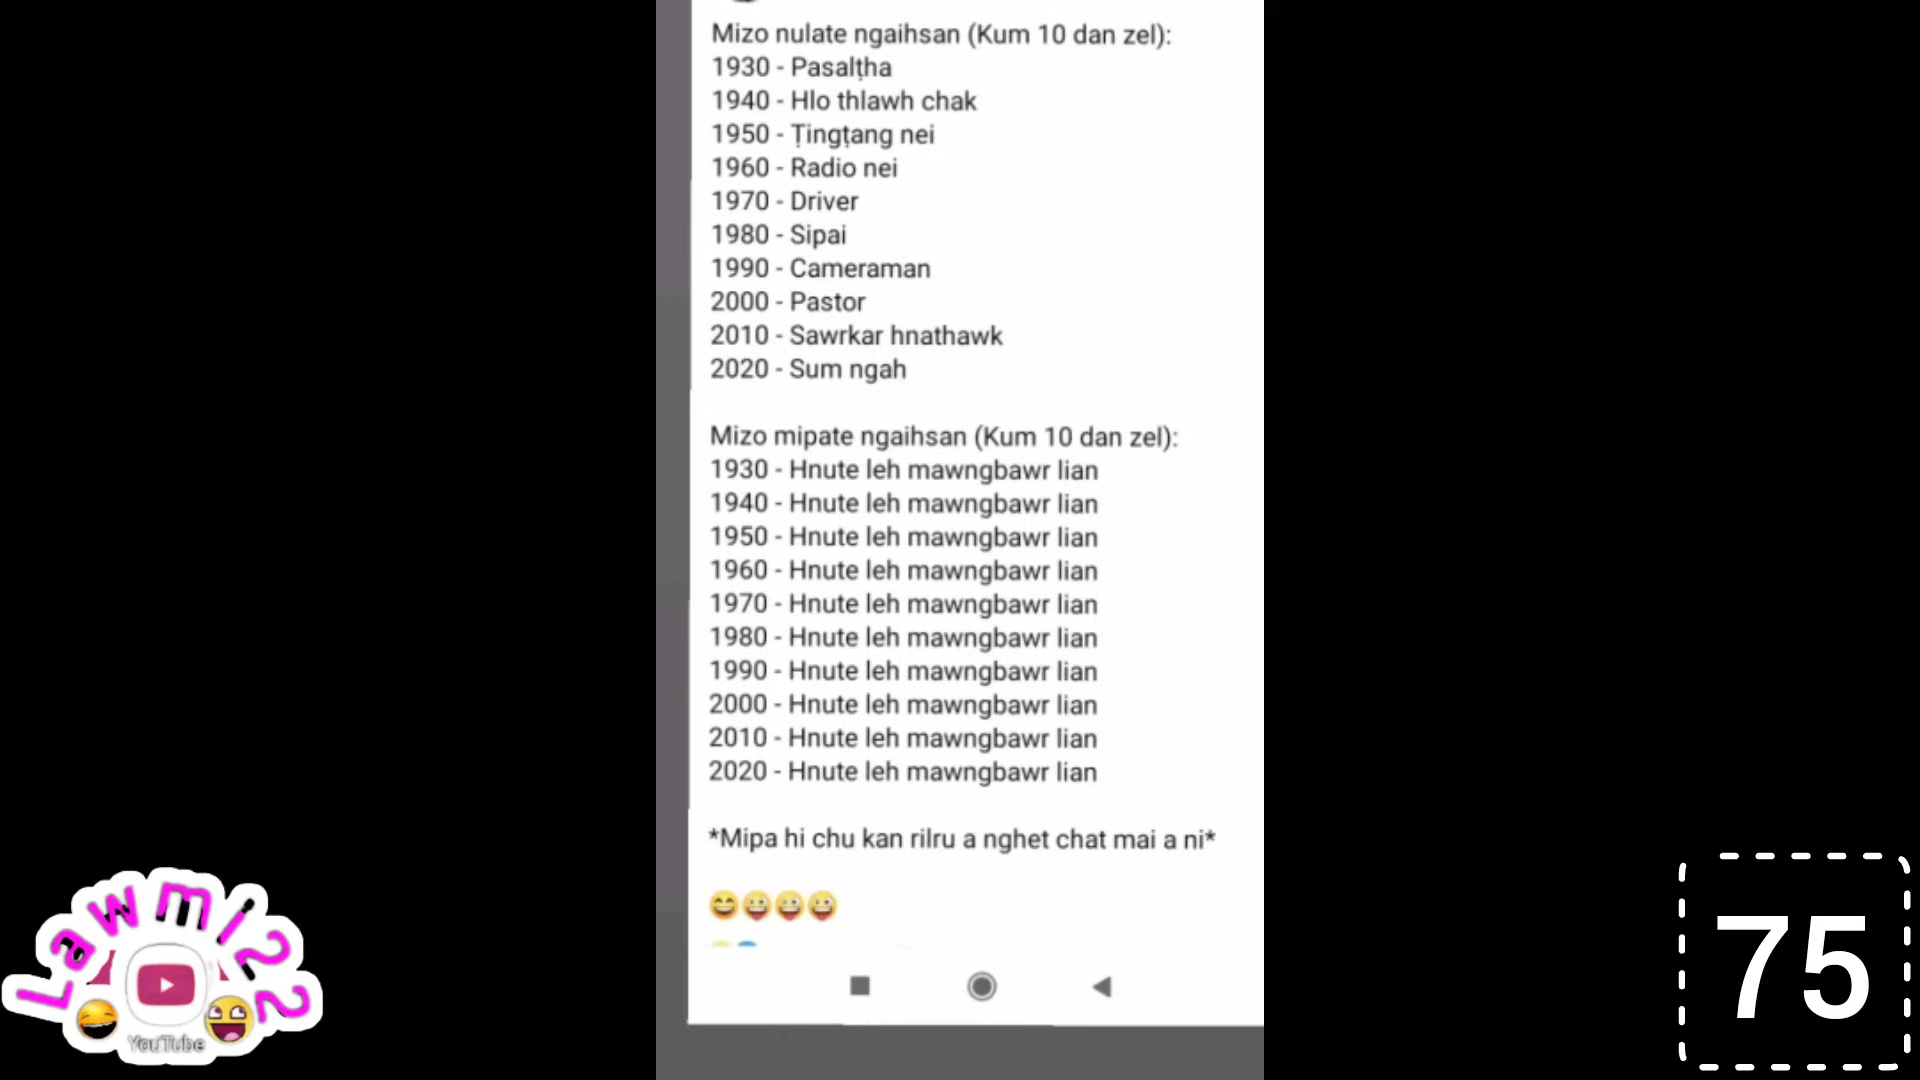 Mizo nulate ngaihsan (Kum 10 dan zel):
1930 - Pasalṭha
1940 - Hlo thlawh chak
1950 - Ṭingṭang nei
1960 - Radio nei
1970 - Driver
1980 - Sipai
1990 - Cameraman
2000 - Pastor
2010 - Sawrkar hnathawk
2020 - Sum ngah
Mizo mipate ngaihsan (Kum 10 dan zel):
1930 - Hnute leh mawngbawr lian
1940 - Hnute leh mawngbawr lian
1950 - Hnute leh mawngbawr lian
1960 - Hnute leh mawngbawr lian
1970 - Hnute leh mawngbawr lian
1980 - Hnute leh mawngbawr lian
1990 - Hnute leh mawngbawr lian
2000 - Hnute leh mawngbawr lian
2010 - Hnute leh mawngbawr lian
2020 - Hnute leh mawngbawr lian
*Mipa hi chu kan rilru a nghet chat mai a ni*
Lawmi22
YouTube
75